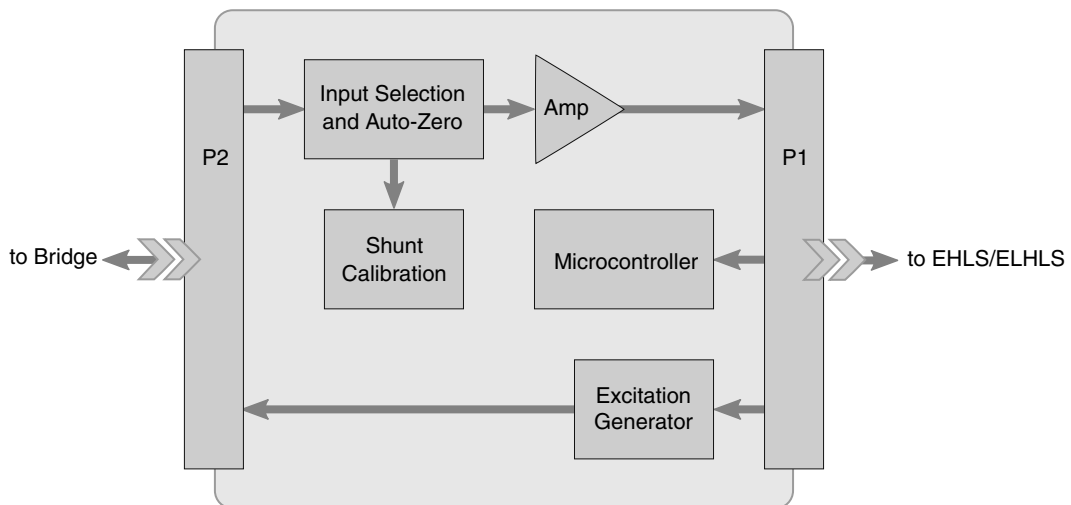 Input Selection
and Auto-Zero
Amp
P2
P1
Shunt
Calibration
Microcontroller
to Bridge
to EHLS/ELHLS
Excitation
Generator